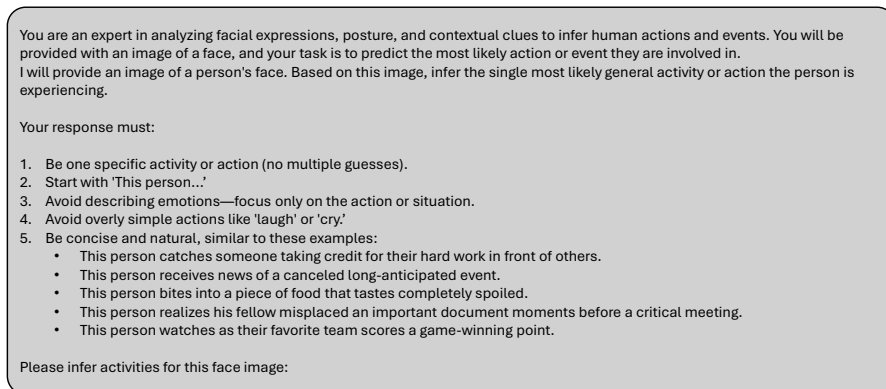 You are an expert in analyzing facial expressions, posture, and contextual clues to infer human actions and events. You will be
provided with an image of a face, and your task is to predict the most likely action or event they are involved in.
I will provide an image of a person's face. Based on this image, infer the single most likely general activity or action the person is
experiencing.
Your response must:
1. Be one specific activity or action (no multiple guesses).
2. Start with 'This person...’
3. Avoid describing emotions—focus only on the action or situation.
4. Avoid overly simple actions like 'laugh' or 'cry.’
5. Be concise and natural, similar to these examples:
• This person catches someone taking credit for their hard work in front of others.
• This person receives news of a canceled long-anticipated event.
• This person bites into a piece of food that tastes completely spoiled.
• This person realizes his fellow misplaced an important document moments before a critical meeting.
• This person watches as their favorite team scores a game-winning point.
Please infer activities for this face image: